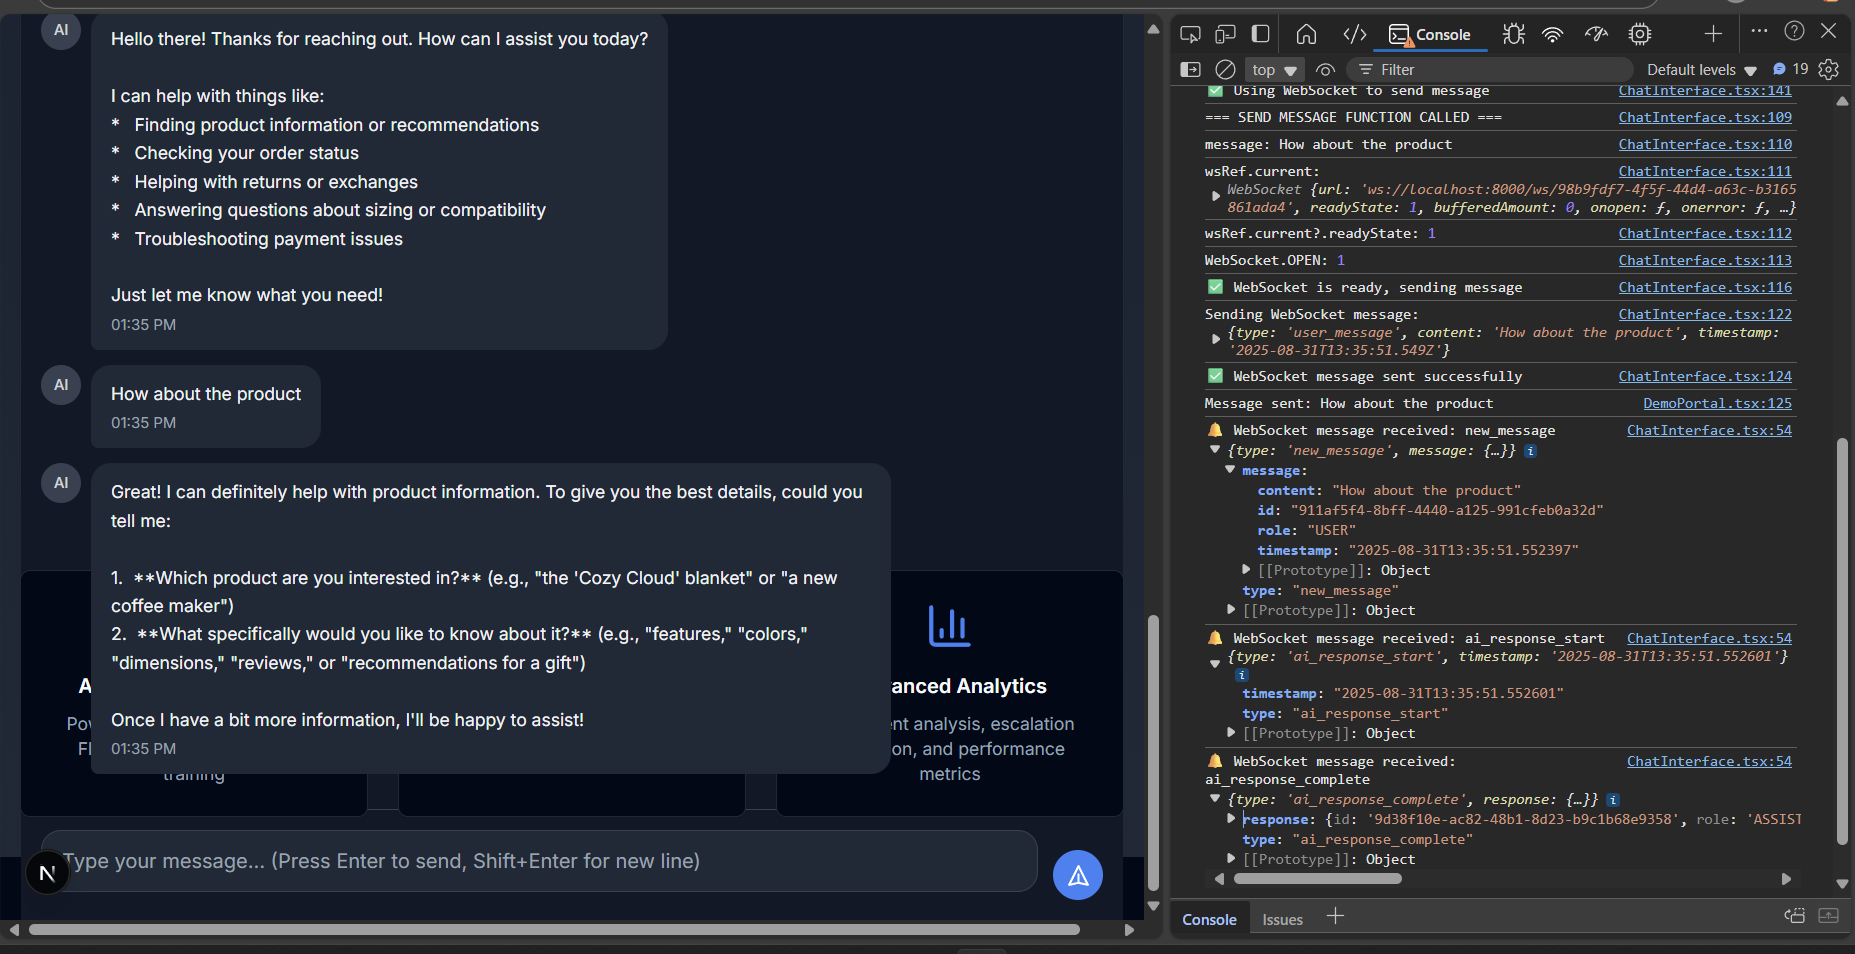 AI
Hello there! Thanks for reaching out. How can I assist you today?
I can help with things like:
* Finding product information or recommendations
* Checking your order status
* Helping with returns or exchanges
* Answering questions about sizing or compatibility
* Troubleshooting payment issues
Just let me know what you need!
01:35 PM
AI
How about the product
01:35 PM
AI
Great! I can definitely help with product information. To give you the best details, could you
tell me:
1. **Which product are you interested in?** (e.g., "the 'Cozy Cloud' blanket" or "a new
coffee maker")
2. **What specifically would you like to know about it?** (e.g., "features," "colors,"
"dimensions," "reviews," or "recommendations for a gift")
Once I have a bit more information, I'll be happy to assist!
01:35 PM
A
Pov
Fl
training
anced Analytics
nt analysis, escalation
on, and performance
metrics
Type your message... (Press Enter to send, Shift+Enter for new line)
N
Console
top
Filter
Default levels
19
Using WebSocket to send message ChatInterface.tsx:141
=== SEND MESSAGE FUNCTION CALLED === ChatInterface.tsx:109
message: How about the product ChatInterface.tsx:110
wsRef.current: ChatInterface.tsx:111
WebSocket {url: 'ws://localhost:8000/ws/98b9fdf7-4f5f-44d4-a63c-b3165
861ada4', readyState: 1, bufferedAmount: 0, onopen: ƒ, onerror: ƒ, …}
wsRef.current?.readyState: 1 ChatInterface.tsx:112
WebSocket.OPEN: 1 ChatInterface.tsx:113
✅ WebSocket is ready, sending message ChatInterface.tsx:116
Sending WebSocket message: ChatInterface.tsx:122
{type: 'user_message', content: 'How about the product', timestamp:
'2025-08-31T13:35:51.549Z'}
✅ WebSocket message sent successfully ChatInterface.tsx:124
Message sent: How about the product DemoPortal.tsx:125
🔔 WebSocket message received: new_message ChatInterface.tsx:54
{type: 'new_message', message: {…}} i
message:
content: "How about the product"
id: "911af5f4-8bff-4440-a125-991cfeb0a32d"
role: "USER"
timestamp: "2025-08-31T13:35:51.552397"
[[Prototype]]: Object
type: "new_message"
[[Prototype]]: Object
🔔 WebSocket message received: ai_response_start ChatInterface.tsx:54
{type: 'ai_response_start', timestamp: '2025-08-31T13:35:51.552601'}
i
timestamp: "2025-08-31T13:35:51.552601"
type: "ai_response_start"
[[Prototype]]: Object
🔔 WebSocket message received: ChatInterface.tsx:54
ai_response_complete
{type: 'ai_response_complete', response: {…}} i
response: {id: '9d38f10e-ac82-48b1-8d23-b9c1b68e9358', role: 'ASSIST
type: "ai_response_complete"
[[Prototype]]: Object
Console
Issues